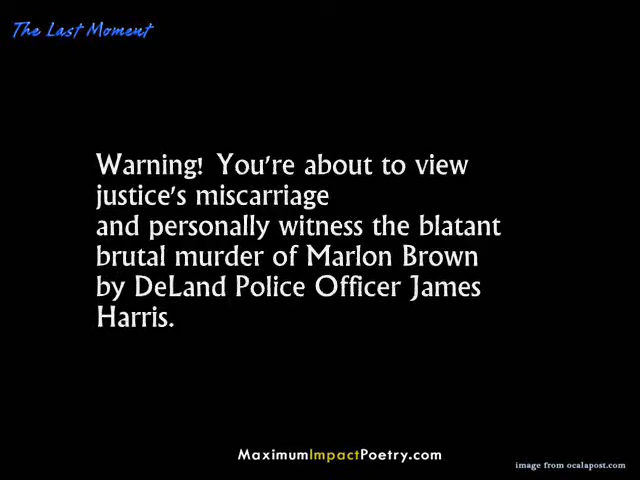 The Last Moment
Warning! You're about to view
justice's miscarriage
and personally witness the blatant
brutal murder of Marlon Brown
by DeLand Police Officer James
Harris.
MaximumImpactPoetry.com
image from ocalapost.com